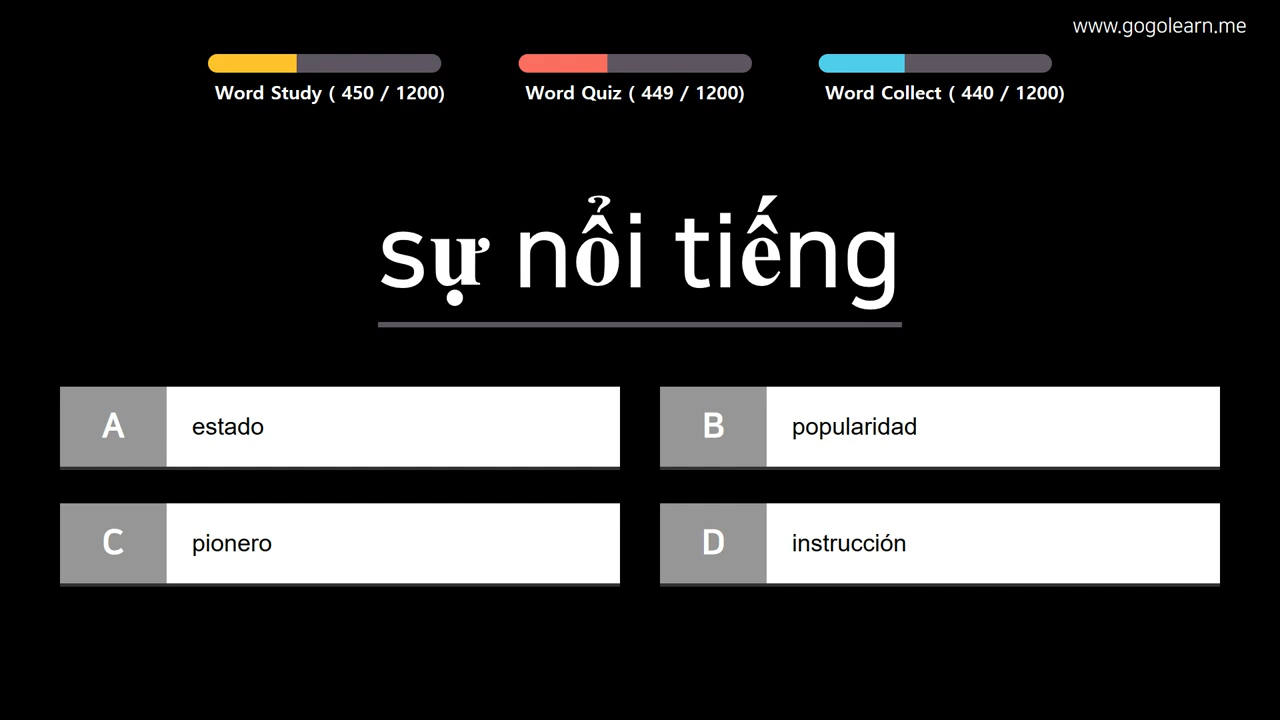 www.gogolearn.me
Word Study ( 450 / 1200)
Word Quiz ( 449 / 1200)
Word Collect ( 440 / 1200)
sự nổi tiếng
A estado
B popularidad
C pionero
D instrucción